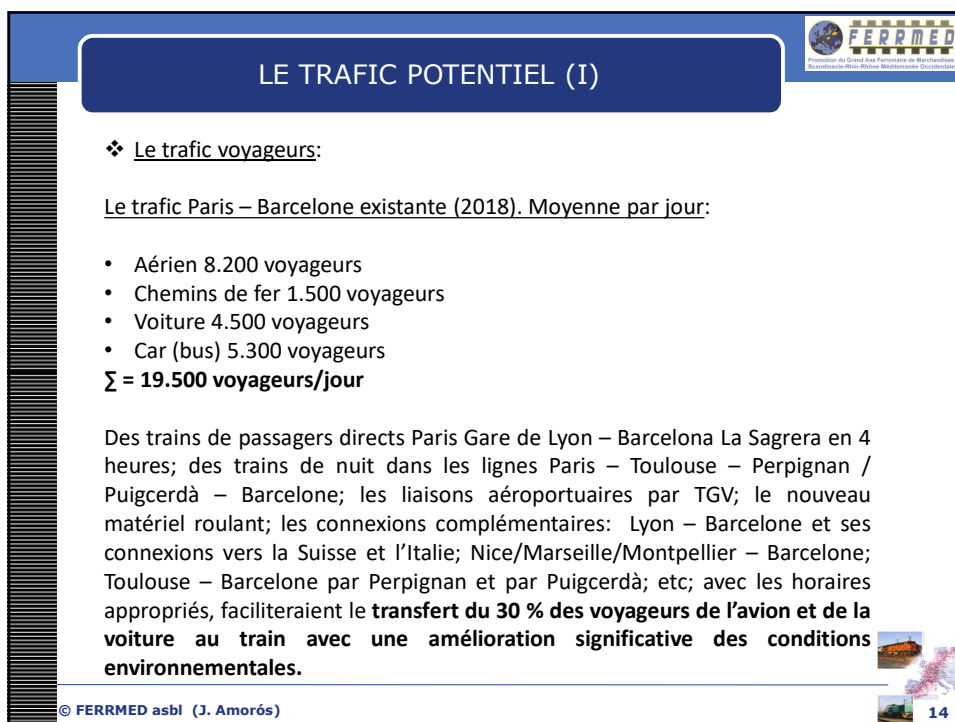 FERRMED
Promotion du Grand Axe Ferroviaire de Marchandises
Scandinavie-Rhin-Rhône Méditerranée Occidentale
LE TRAFIC POTENTIEL (I)
❖ Le trafic voyageurs:
Le trafic Paris – Barcelone existante (2018). Moyenne par jour:
• Aérien 8.200 voyageurs
• Chemins de fer 1.500 voyageurs
• Voiture 4.500 voyageurs
• Car (bus) 5.300 voyageurs
∑ = 19.500 voyageurs/jour
Des trains de passagers directs Paris Gare de Lyon – Barcelona La Sagrera en 4
heures; des trains de nuit dans les lignes Paris – Toulouse – Perpignan /
Puigcerdà – Barcelone; les liaisons aéroportuaires par TGV; le nouveau
matériel roulant; les connexions complémentaires: Lyon – Barcelone et ses
connexions vers la Suisse et l’Italie; Nice/Marseille/Montpellier – Barcelone;
Toulouse – Barcelone par Perpignan et par Puigcerdà; etc; avec les horaires
appropriés, faciliteraient le transfert du 30 % des voyageurs de l’avion et de la
voiture au train avec une amélioration significative des conditions
environnementales.
© FERRMED asbl (J. Amorós)
14